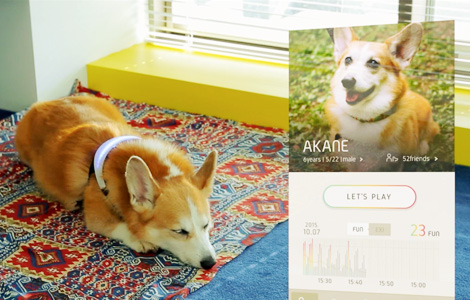 AKANE
6years | 5/22 | male >
52friends >
LET'S PLAY
2015
10.07
FUN
23 FUN
15:30
15:40
15:50
15:00